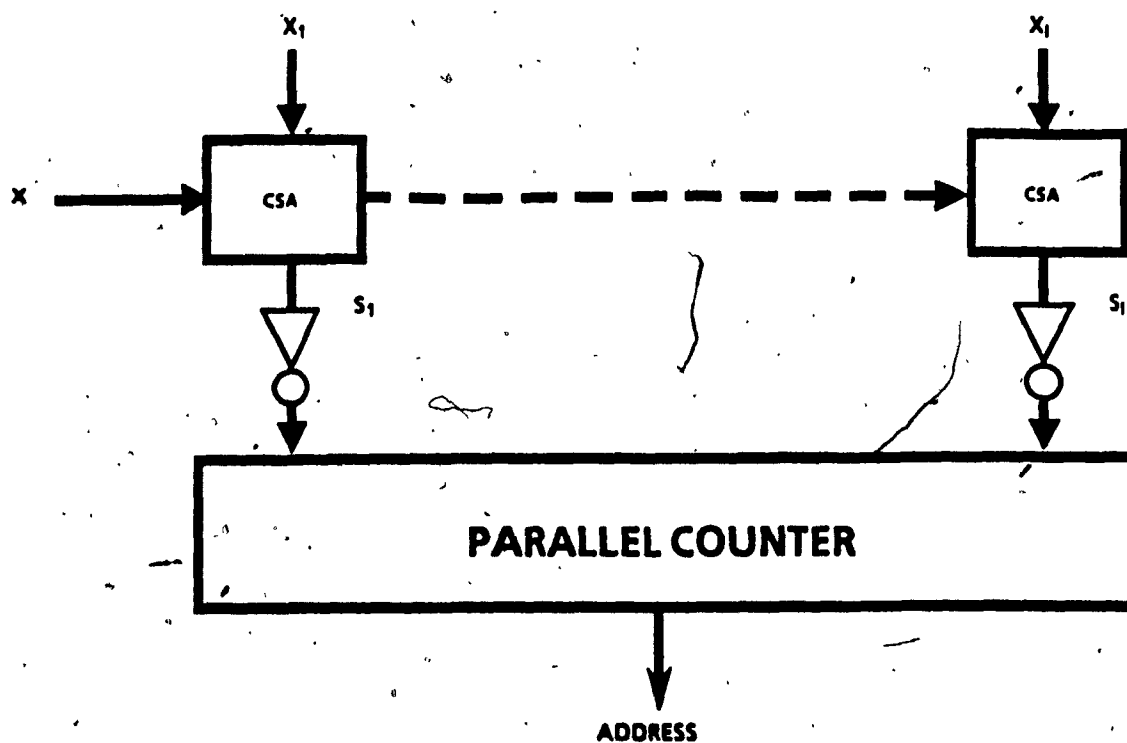 X₁ Xᵢ
X CSA CSA
S₁ Sᵢ
PARALLEL COUNTER
ADDRESS